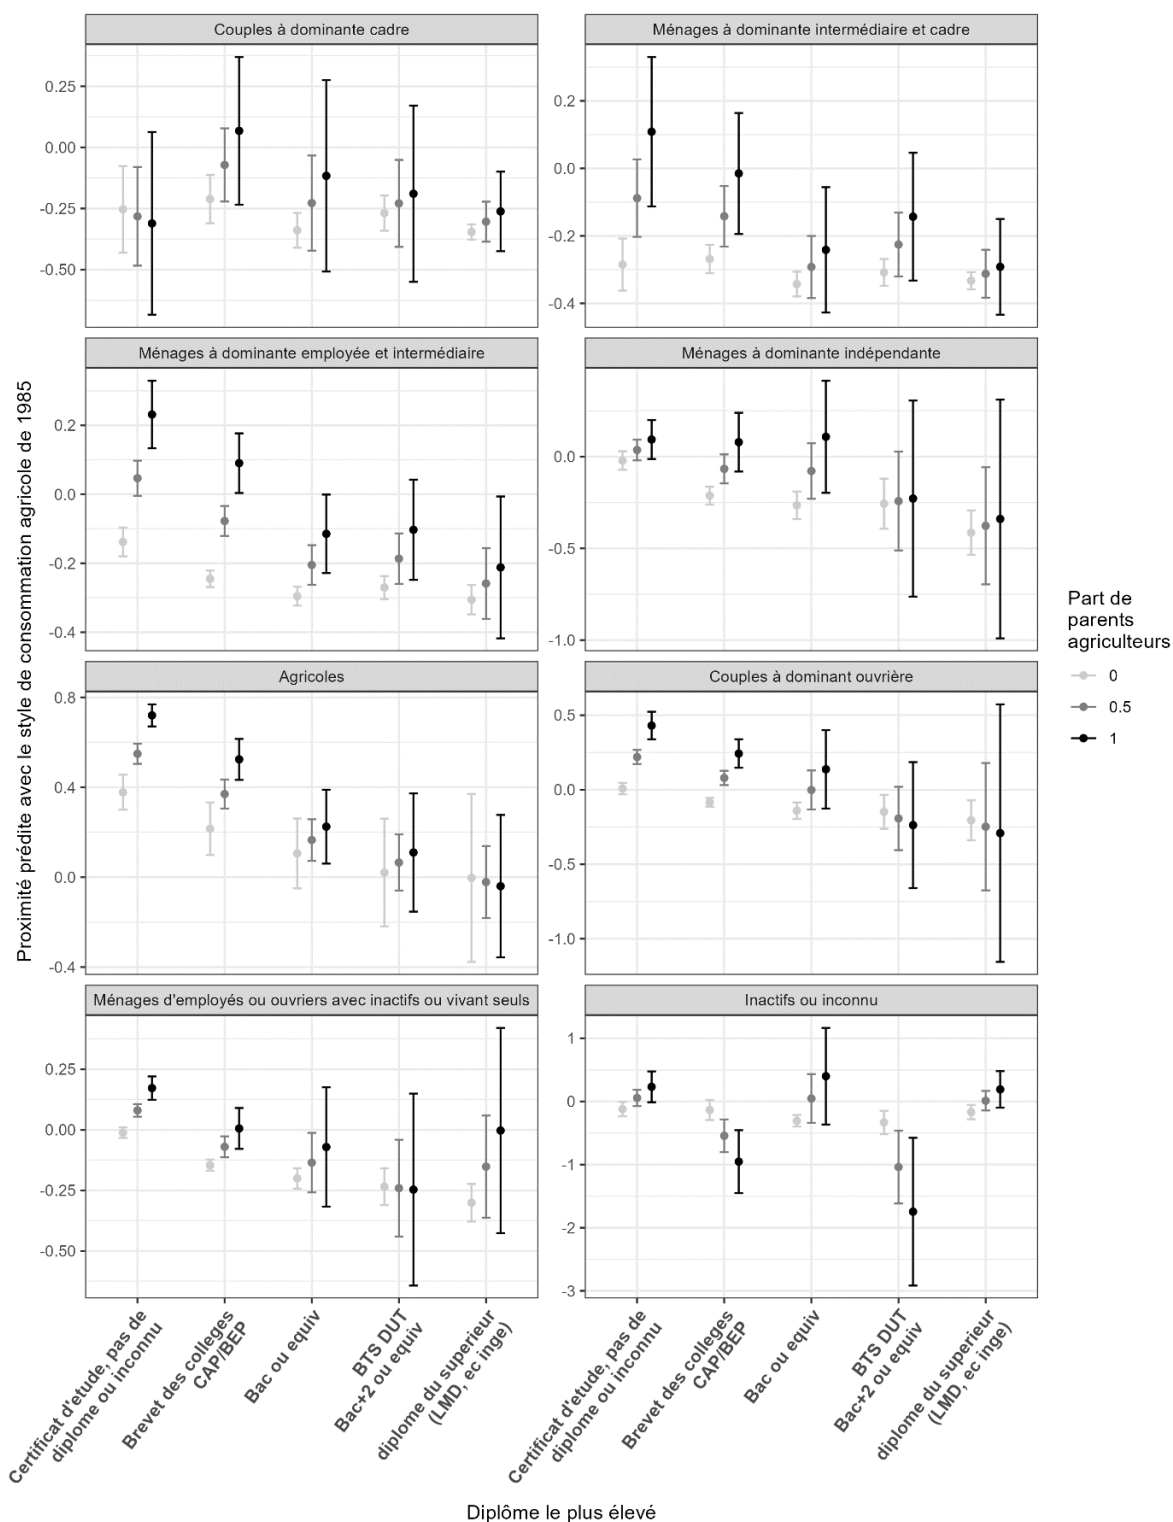 Couples à dominante cadre
Ménages à dominante intermédiaire et cadre
0.25
0.00
-0.25
-0.50
0.2
0.0
-0.2
-0.4
Ménages à dominante employée et intermédiaire
Ménages à dominante indépendante
0.2
0.0
-0.2
-0.4
0.0
-0.5
-1.0
Proximité prédite avec le style de consommation agricole de 1985
Agricoles
Couples à dominant ouvrière
0.8
0.4
0.0
-0.4
0.5
0.0
-0.5
-1.0
Ménages d'employés ou ouvriers avec inactifs ou vivant seuls
Inactifs ou inconnu
0.25
0.00
-0.25
-0.50
1
0
-1
-2
-3
Certificat d'etude, pas de
diplome ou inconnu
Brevet des colleges
CAP/BEP
Bac ou equiv
BTS DUT
Bac+2 ou equiv
diplome du superieur
(LMD, ec inge)
Certificat d'etude, pas de
diplome ou inconnu
Brevet des colleges
CAP/BEP
Bac ou equiv
BTS DUT
Bac+2 ou equiv
diplome du superieur
(LMD, ec inge)
Diplôme le plus élevé
Part de
parents
agriculteurs
0
0.5
1